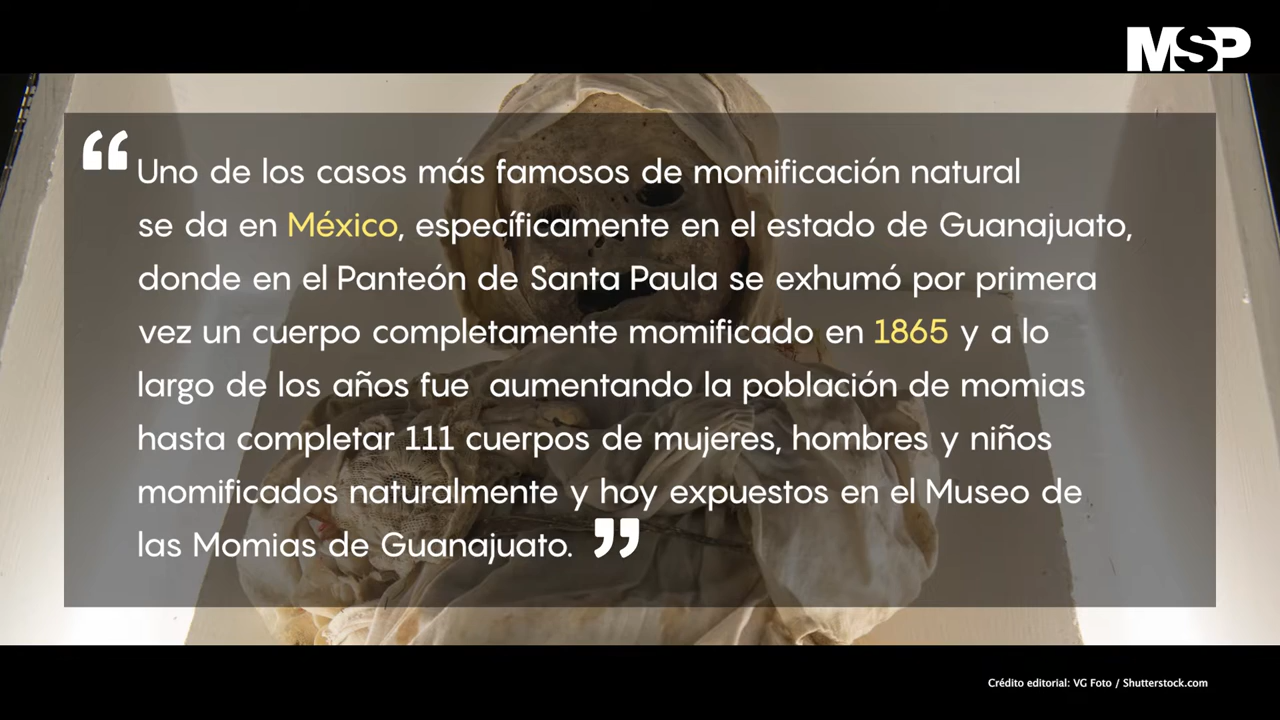 MSP
“Uno de los casos más famosos de momificación natural
se da en México, específicamente en el estado de Guanajuato,
donde en el Panteón de Santa Paula se exhumó por primera
vez un cuerpo completamente momificado en 1865 y a lo
largo de los años fue  aumentando la población de momias
hasta completar 111 cuerpos de mujeres, hombres y niños
momificados naturalmente y hoy expuestos en el Museo de
las Momias de Guanajuato. ”
Crédito editorial: VG Foto / Shutterstock.com